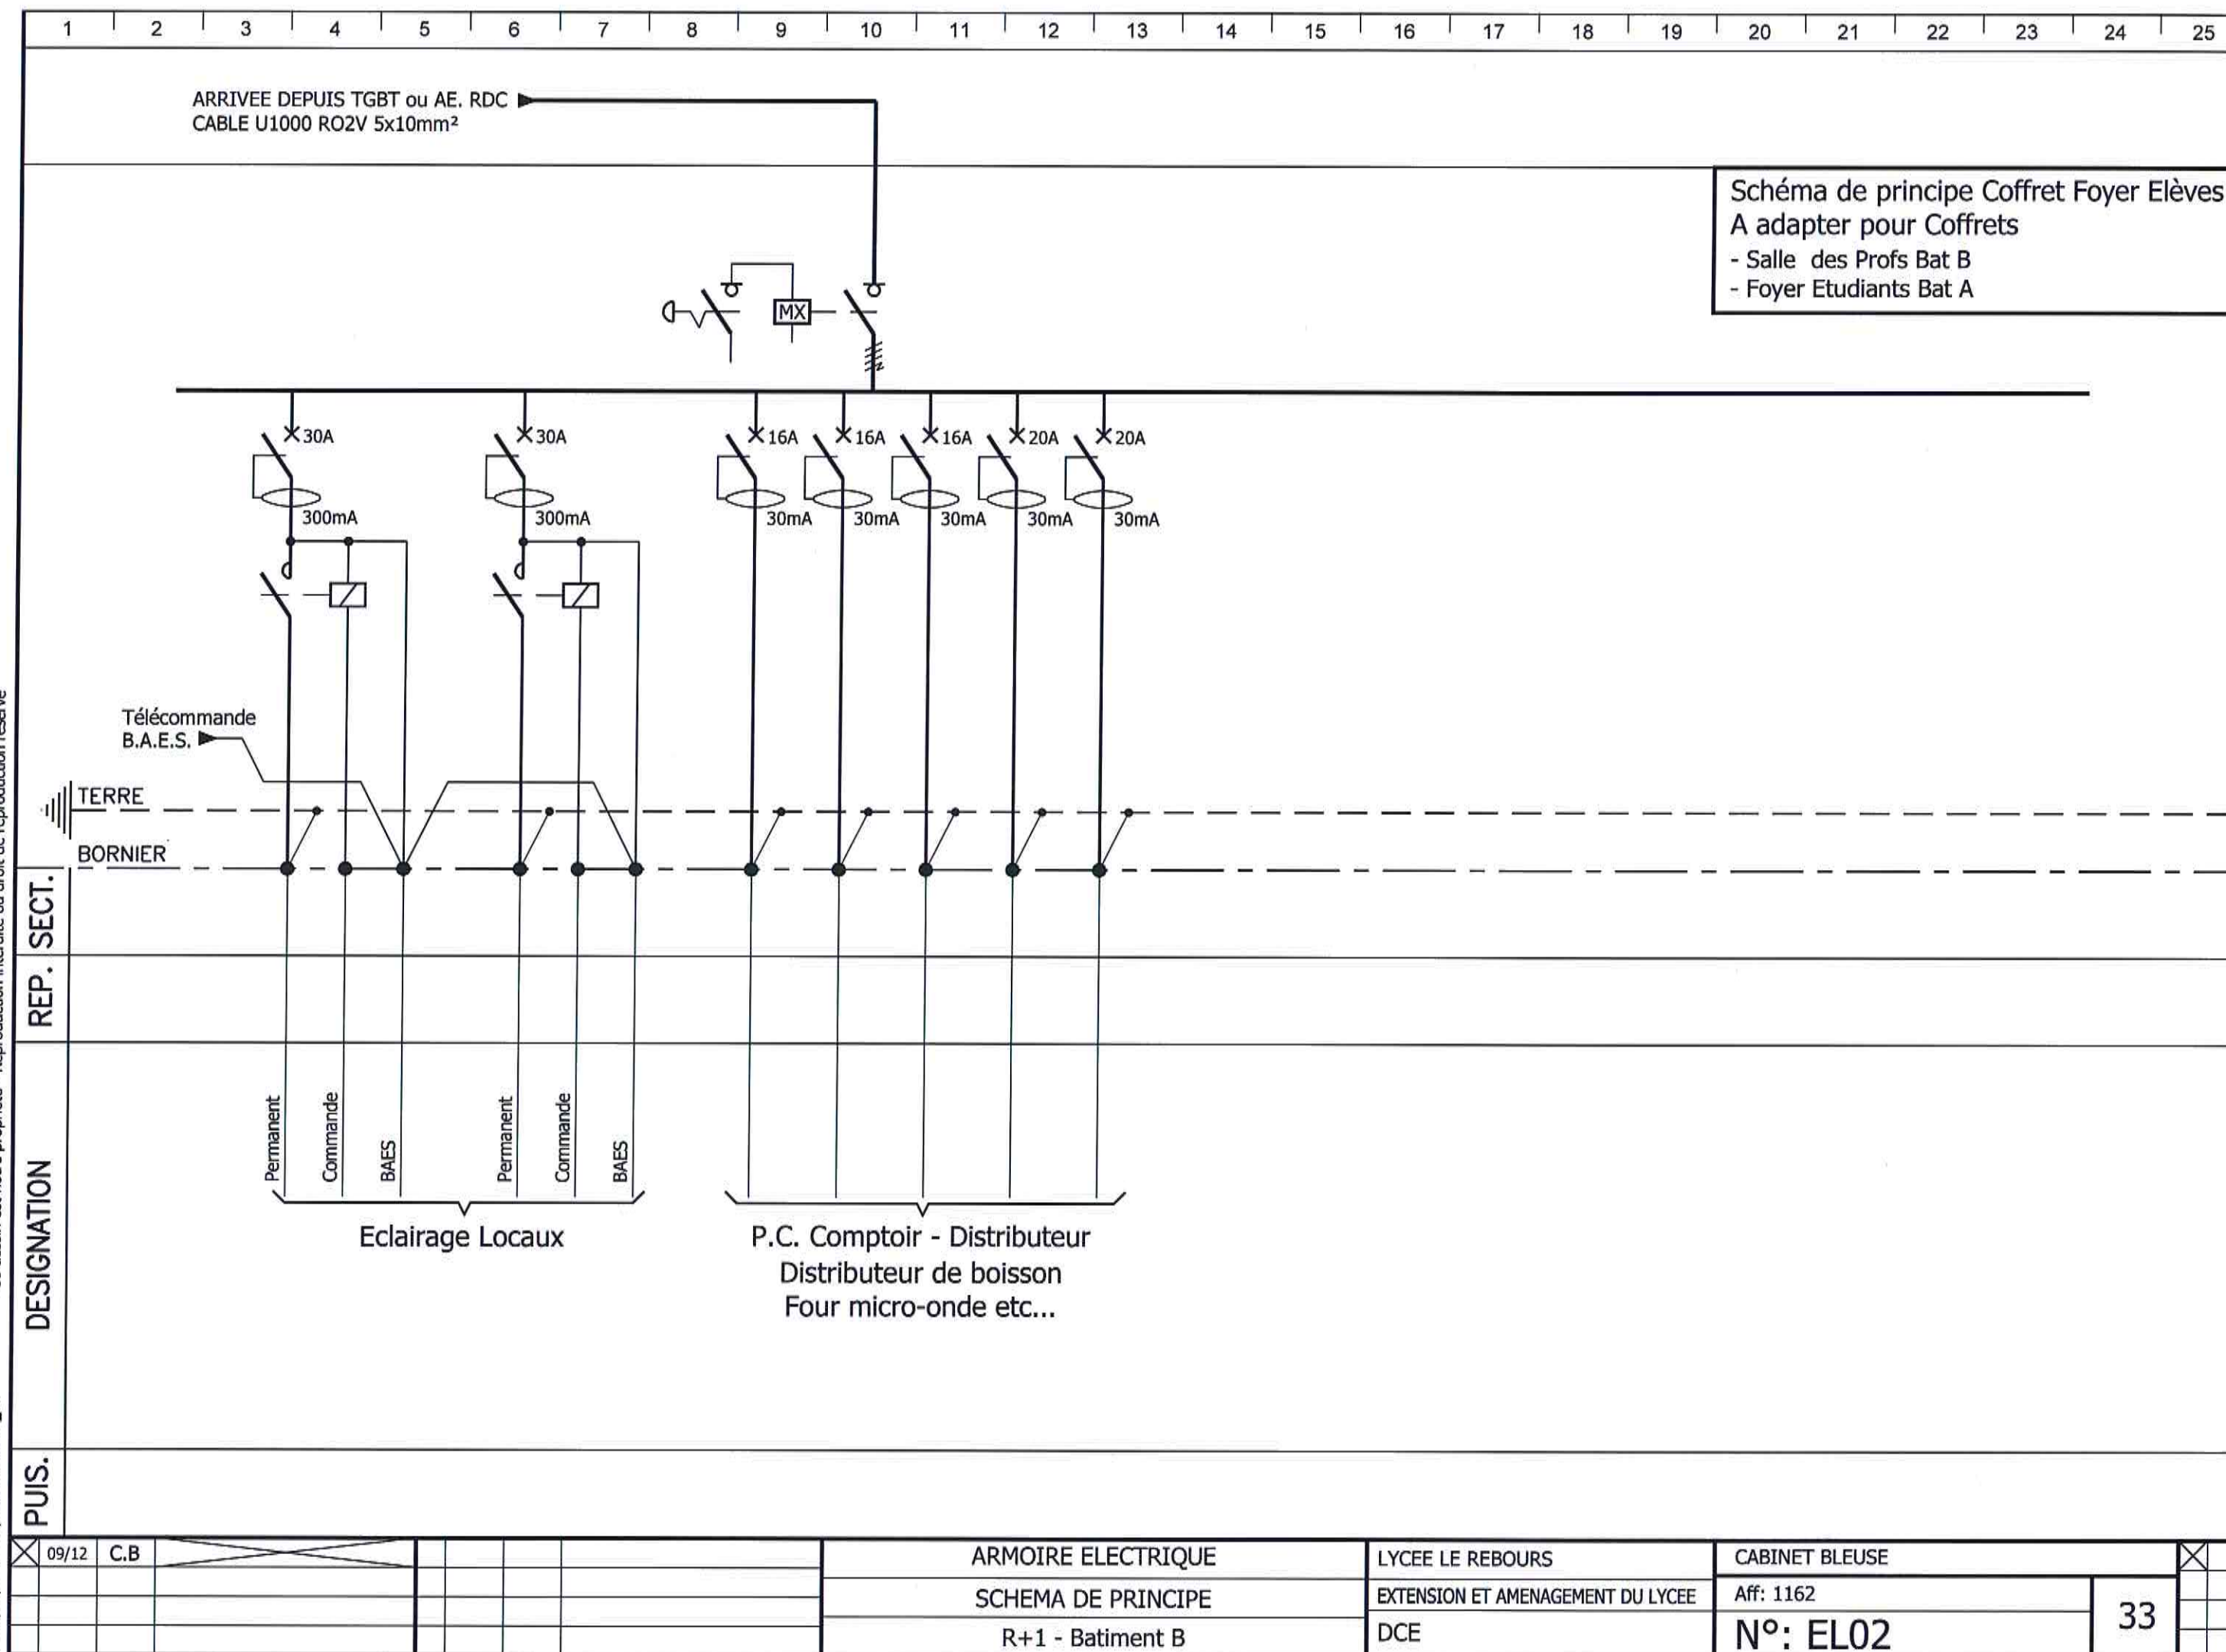 1 2 3 4 5 6 7 8 9 10 11 12 13 14 15 16 17 18 19 20 21 22 23 24 25
ARRIVEE DEPUIS TGBT ou AE. RDC
CABLE U1000 RO2V 5x10mm²
Schéma de principe Coffret Foyer Elèves
A adapter pour Coffrets
- Salle des Profs Bat B
- Foyer Etudiants Bat A
MX
30A 30A 16A 16A 16A 20A 20A
300mA 300mA 30mA 30mA 30mA 30mA 30mA
Télécommande
B.A.E.S.
TERRE
BORNIER
SECT.
REP.
DESIGNATION
PUIS.
Permanent
Commande
BAES
Permanent
Commande
BAES
Eclairage Locaux
P.C. Comptoir - Distributeur
Distributeur de boisson
Four micro-onde etc...
09/12 C.B
ARMOIRE ELECTRIQUE
SCHEMA DE PRINCIPE
R+1 - Batiment B
LYCEE LE REBOURS
EXTENSION ET AMENAGEMENT DU LYCEE
DCE
CABINET BLEUSE
Aff: 1162
N°: EL02
33